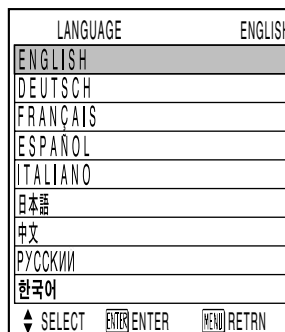 LANGUAGE ENGLISH
ENGLISH
DEUTSCH
FRANÇAIS
ESPAÑOL
ITALIANO
日本語
中文
РУССКИИ
한국어
SELECT ENTER ENTER MENU RETRN